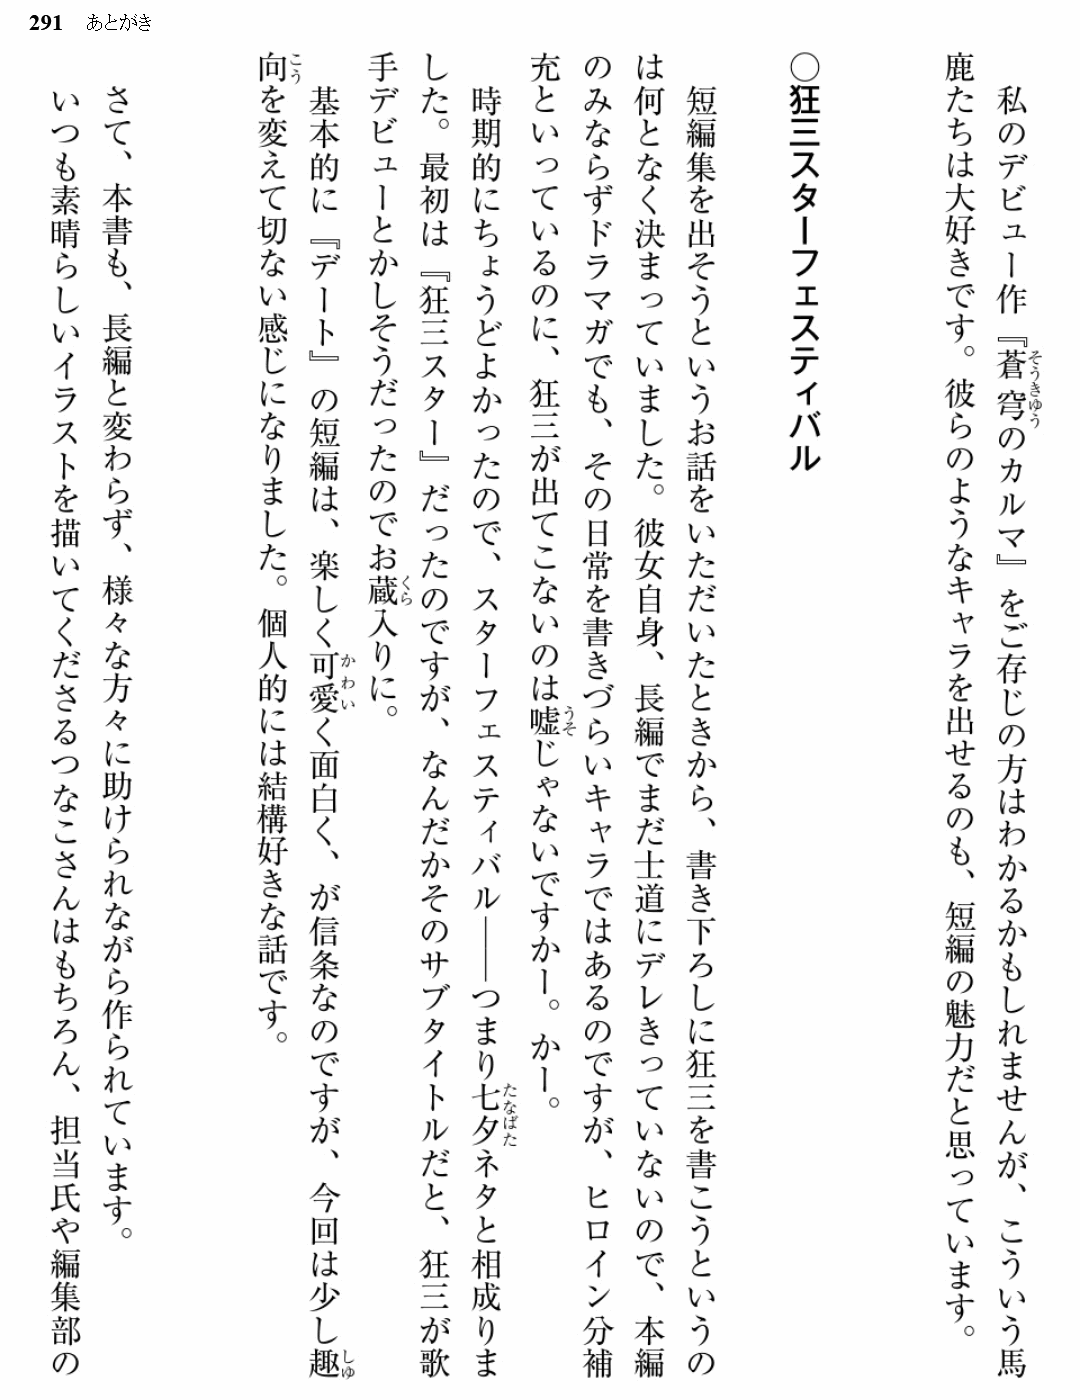 291 あとがき
私のデビュー作『蒼穹のカルマ』をご存じの方はわかるかもしれませんが、こういう馬
鹿たちは大好きです。彼らのようなキャラを出せるのも、短編の魅力だと思っています。
○狂三スターフェスティバル
短編集を出そうというお話をいただいたときから、書き下ろしに狂三を書こうというの
は何となく決まっていました。彼女自身、長編でまだ士道にデレきっていないので、本編
のみならずドラマガでも、その日常を書きづらいキャラではあるのですが、ヒロイン分補
充といっているのに、狂三が出てこないのは嘘じゃないですかー。かー。
時期的にちょうどよかったので、スターフェスティバル――つまり七夕ネタと相成りま
した。最初は『狂三スター』だったのですが、なんだかそのサブタイトルだと、狂三が歌
手デビューとかしそうだったのでお蔵入りに。
基本的に『デート』の短編は、楽しく可愛く面白く、が信条なのですが、今回は少し趣
向を変えて切ない感じになりました。個人的には結構好きな話です。
さて、本書も、長編と変わらず、様々な方々に助けられながら作られています。
いつも素晴らしいイラストを描いてくださるつなこさんはもちろん、担当氏や編集部の